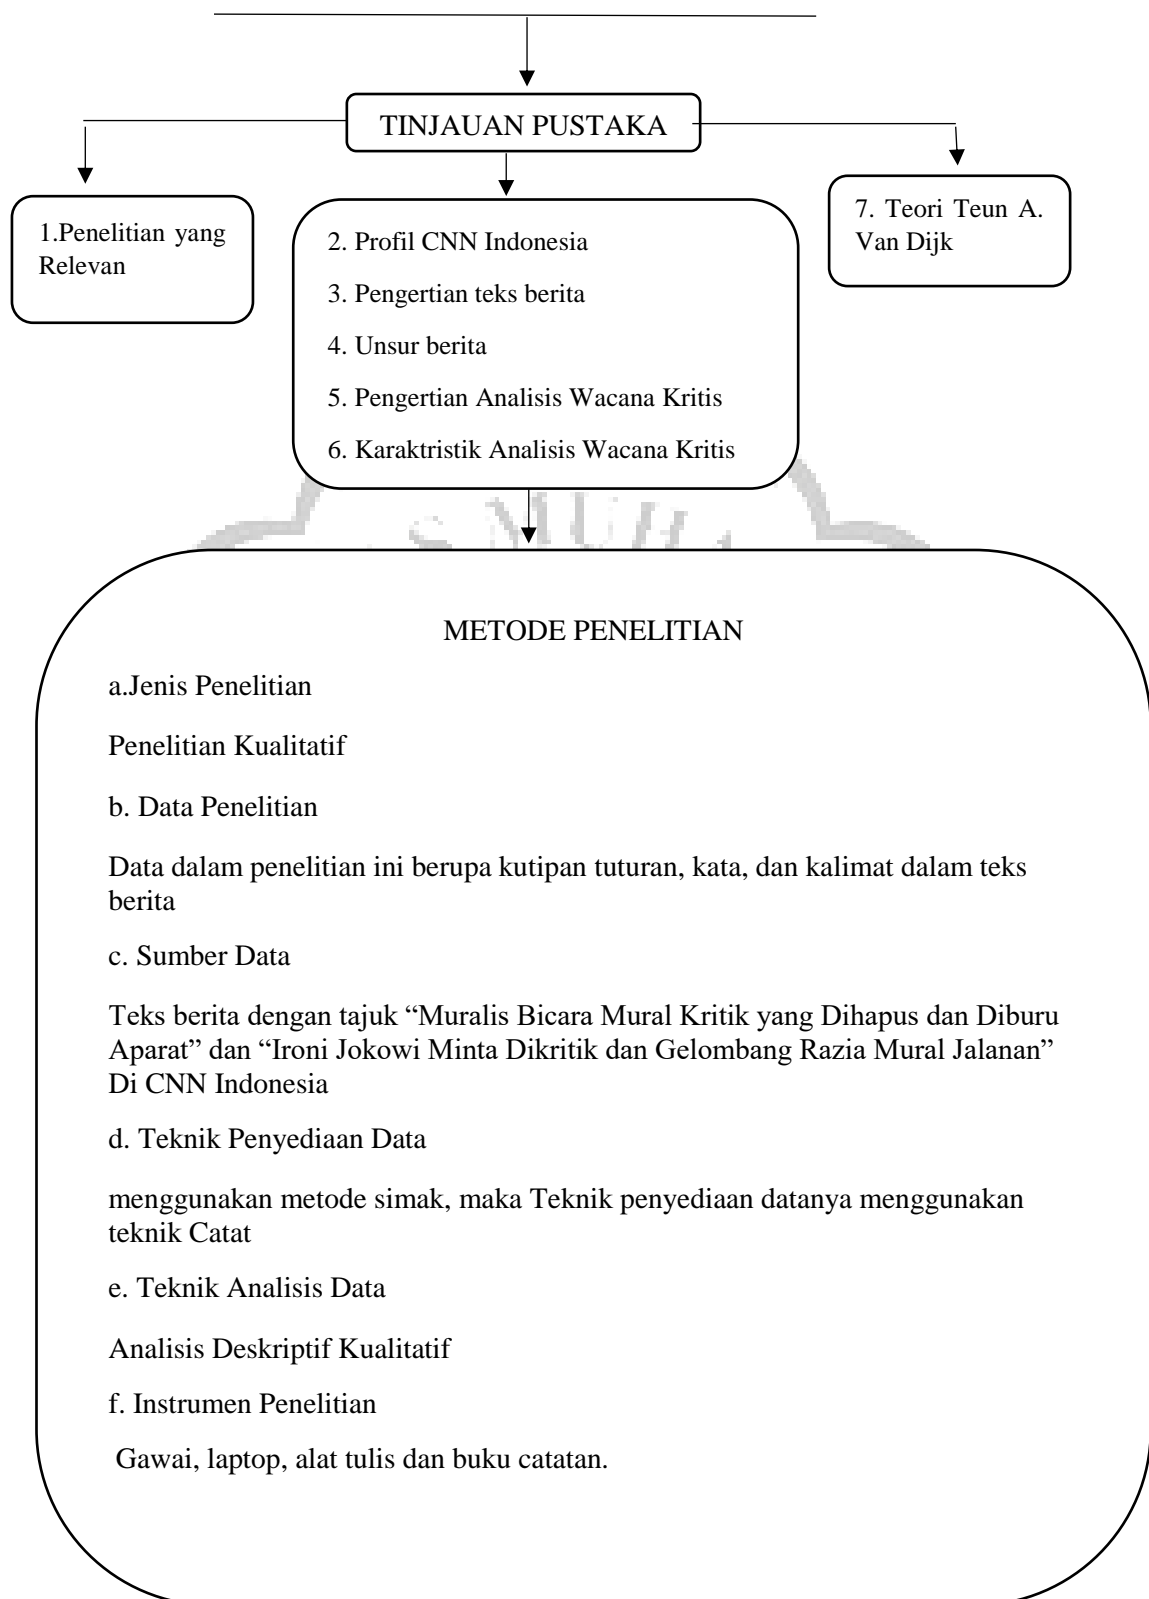 TINJAUAN PUSTAKA
1.Penelitian yang
Relevan
2. Profil CNN Indonesia
3. Pengertian teks berita
4. Unsur berita
5. Pengertian Analisis Wacana Kritis
6. Karaktristik Analisis Wacana Kritis
7. Teori Teun A.
Van Dijk
S MUHA
METODE PENELITIAN
a.Jenis Penelitian
Penelitian Kualitatif
b. Data Penelitian
Data dalam penelitian ini berupa kutipan tuturan, kata, dan kalimat dalam teks
berita
c. Sumber Data
Teks berita dengan tajuk “Muralis Bicara Mural Kritik yang Dihapus dan Diburu
Aparat” dan “Ironi Jokowi Minta Dikritik dan Gelombang Razia Mural Jalanan”
Di CNN Indonesia
d. Teknik Penyediaan Data
menggunakan metode simak, maka Teknik penyediaan datanya menggunakan
teknik Catat
e. Teknik Analisis Data
Analisis Deskriptif Kualitatif
f. Instrumen Penelitian
Gawai, laptop, alat tulis dan buku catatan.